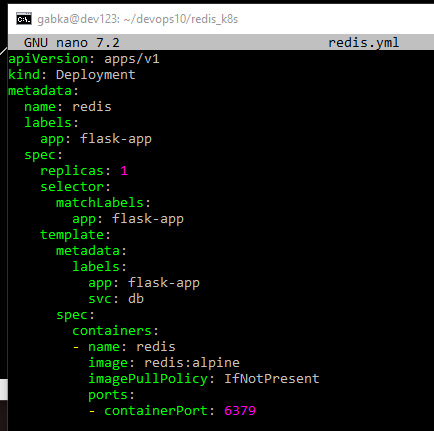 gabka@dev123: ~/devops10/redis_k8s
GNU nano 7.2 redis.yml
apiVersion: apps/v1
kind: Deployment
metadata:
  name: redis
  labels:
    app: flask-app
  spec:
    replicas: 1
    selector:
      matchLabels:
        app: flask-app
    template:
      metadata:
        labels:
          app: flask-app
          svc: db
      spec:
        containers:
        - name: redis
          image: redis:alpine
          imagePullPolicy: IfNotPresent
          ports:
          - containerPort: 6379